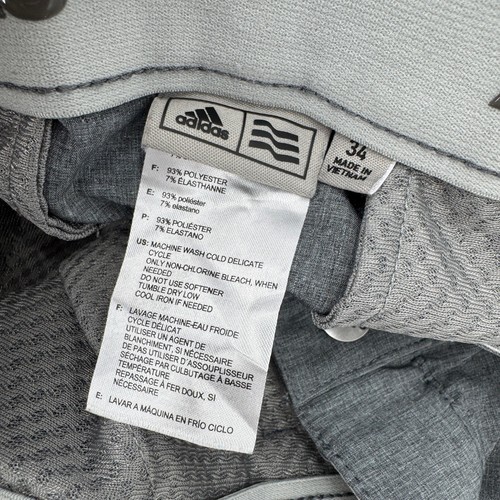 adidas
34
MADE IN
VIETNAM
F: 93% POLYESTER
7% ÉLASTHANNE
E: 93% poliéster
7% elastano
P: 93% POLIÉSTER
7% ELASTANO
US: MACHINE WASH COLD DELICATE
CYCLE
ONLY NON-CHLORINE BLEACH, WHEN
NEEDED
DO NOT USE SOFTENER
TUMBLE DRY LOW
COOL IRON IF NEEDED
F: LAVAGE MACHINE-EAU FROIDE
CYCLE DÉLICAT
UTILISER UN AGENT DE
BLANCHIMENT, SI NÉCESSAIRE
DE PAS UTILISER D'ASSOUPLISSEUR
SÉCHAGE PAR CULBUTAGE À BASSE
TEMPÉRATURE
REPASSAGE À FER DOUX, SI
NÉCESSAIRE
E: LAVAR A MÁQUINA EN FRÍO CICLO